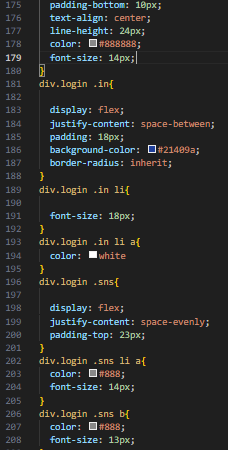 175 padding-bottom: 10px;
176 text-align: center;
177 line-height: 24px;
178 color: #888888;
179 font-size: 14px;
180 }
181 div.login .in{
182
183 display: flex;
184 justify-content: space-between;
185 padding: 18px;
186 background-color: #21409a;
187 border-radius: inherit;
188 }
189 div.login .in li{
190
191 font-size: 18px;
192 }
193 div.login .in li a{
194 color: white
195 }
196 div.login .sns{
197
198 display: flex;
199 justify-content: space-evenly;
200 padding-top: 23px;
201 }
202 div.login .sns li a{
203 color: #888;
204 font-size: 14px;
205 }
206 div.login .sns b{
207 color: #888;
208 font-size: 13px;